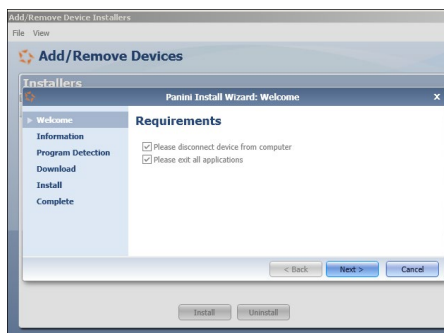 Add/Remove Device Installers
File View
Add/Remove Devices
Installers
Panini Install Wizard: Welcome x
Welcome
Information
Program Detection
Download
Install
Complete
Requirements
Please disconnect device from computer
Please exit all applications
< Back Next > Cancel
Install Uninstall